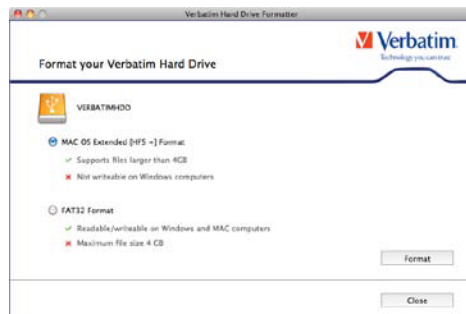 Verbatim Hard Drive Formatter
Verbatim
Technology you can trust
Format your Verbatim Hard Drive
VERBATIMHDD
MAC OS Extended [HFS +] Format
Supports files larger than 4GB
Not writeable on Windows computers
FAT32 Format
Readable/writeable on Windows and MAC computers
Maximum file size 4 GB
Format
Close